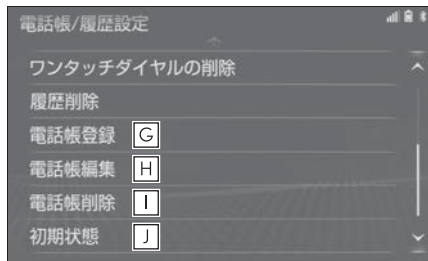 電話帳/履歴設定
ワンタッチダイヤルの削除
履歴削除
電話帳登録 G
電話帳編集 H
電話帳削除 I
初期状態 J